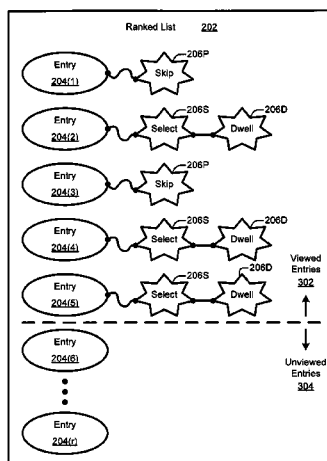 Ranked List 202
206P
Entry
204(1)
Skip
206S
206D
Entry
204(2)
Select
Dwell
206P
Entry
204(3)
Skip
206S
206D
Entry
204(4)
Select
Dwell
206S
206D
Entry
204(5)
Select
Dwell
Viewed
Entries
302
Entry
204(6)
Unviewed
Entries
304
Entry
204(r)